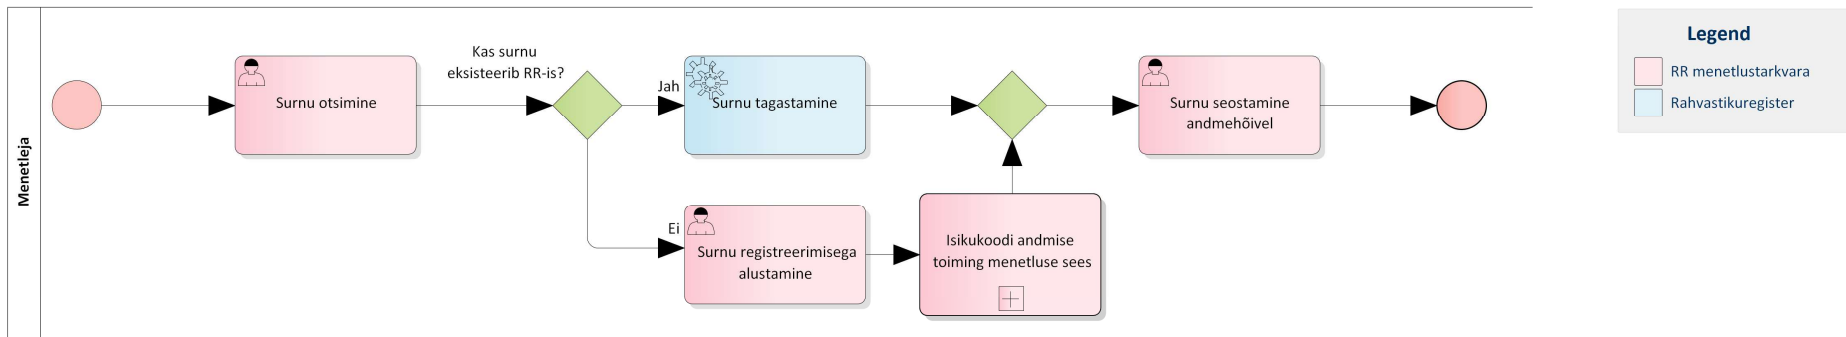 Menetleja
Surnu otsimine
Kas surnu
eksisteerib RR-is?
Jah
Surnu tagastamine
Ei
Surnu registreerimisega
alustamine
Isikukoodi andmise
toiming menetluse sees
Surnu seostamine
andmehõivel
Legend
RR menetlustarkvara
Rahvastikuregister